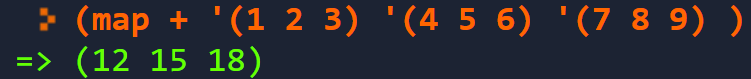 (map + '(1 2 3) '(4 5 6) '(7 8 9) )
=> (12 15 18)